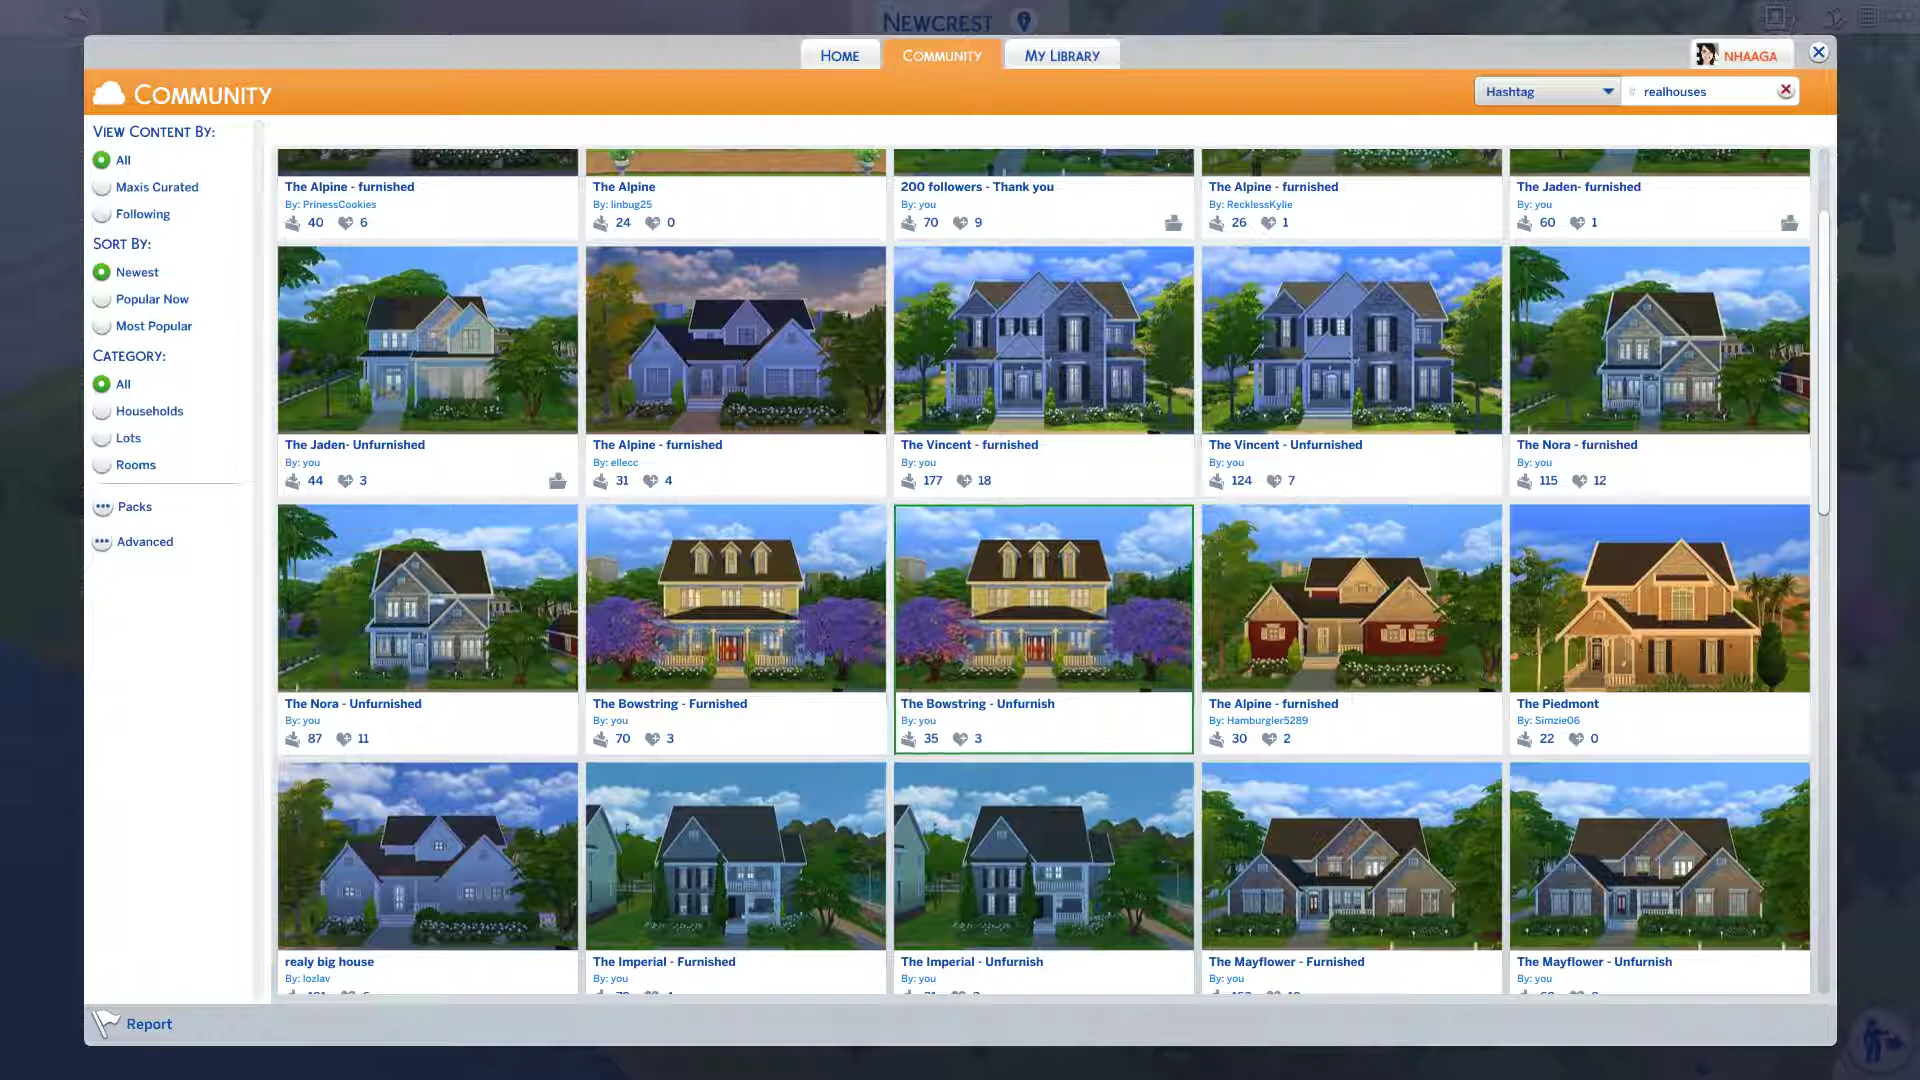 NEWCREST
HOME
COMMUNITY
MY LIBRARY
NHAAGA
COMMUNITY
Hashtag
# realhouses
VIEW CONTENT BY:
All
Maxis Curated
Following
SORT BY:
Newest
Popular Now
Most Popular
CATEGORY:
All
Households
Lots
Rooms
Packs
Advanced
The Alpine - furnished
By: PrinessCookies
40 6
The Alpine
By: linbug25
24 0
200 followers - Thank you
By: you
70 9
The Alpine - furnished
By: RecklessKylie
26 1
The Jaden- furnished
By: you
60 1
The Jaden- Unfurnished
By: you
44 3
The Alpine - furnished
By: ellecc
31 4
The Vincent - furnished
By: you
177 18
The Vincent - Unfurnished
By: you
124 7
The Nora - furnished
By: you
115 12
The Nora - Unfurnished
By: you
87 11
The Bowstring - Furnished
By: you
70 3
The Bowstring - Unfurnish
By: you
35 3
The Alpine - furnished
By: Hamburgler5289
30 2
The Piedmont
By: Simzie06
22 0
realy big house
By: lozlav
The Imperial - Furnished
By: you
The Imperial - Unfurnish
By: you
The Mayflower - Furnished
By: you
The Mayflower - Unfurnish
By: you
Report